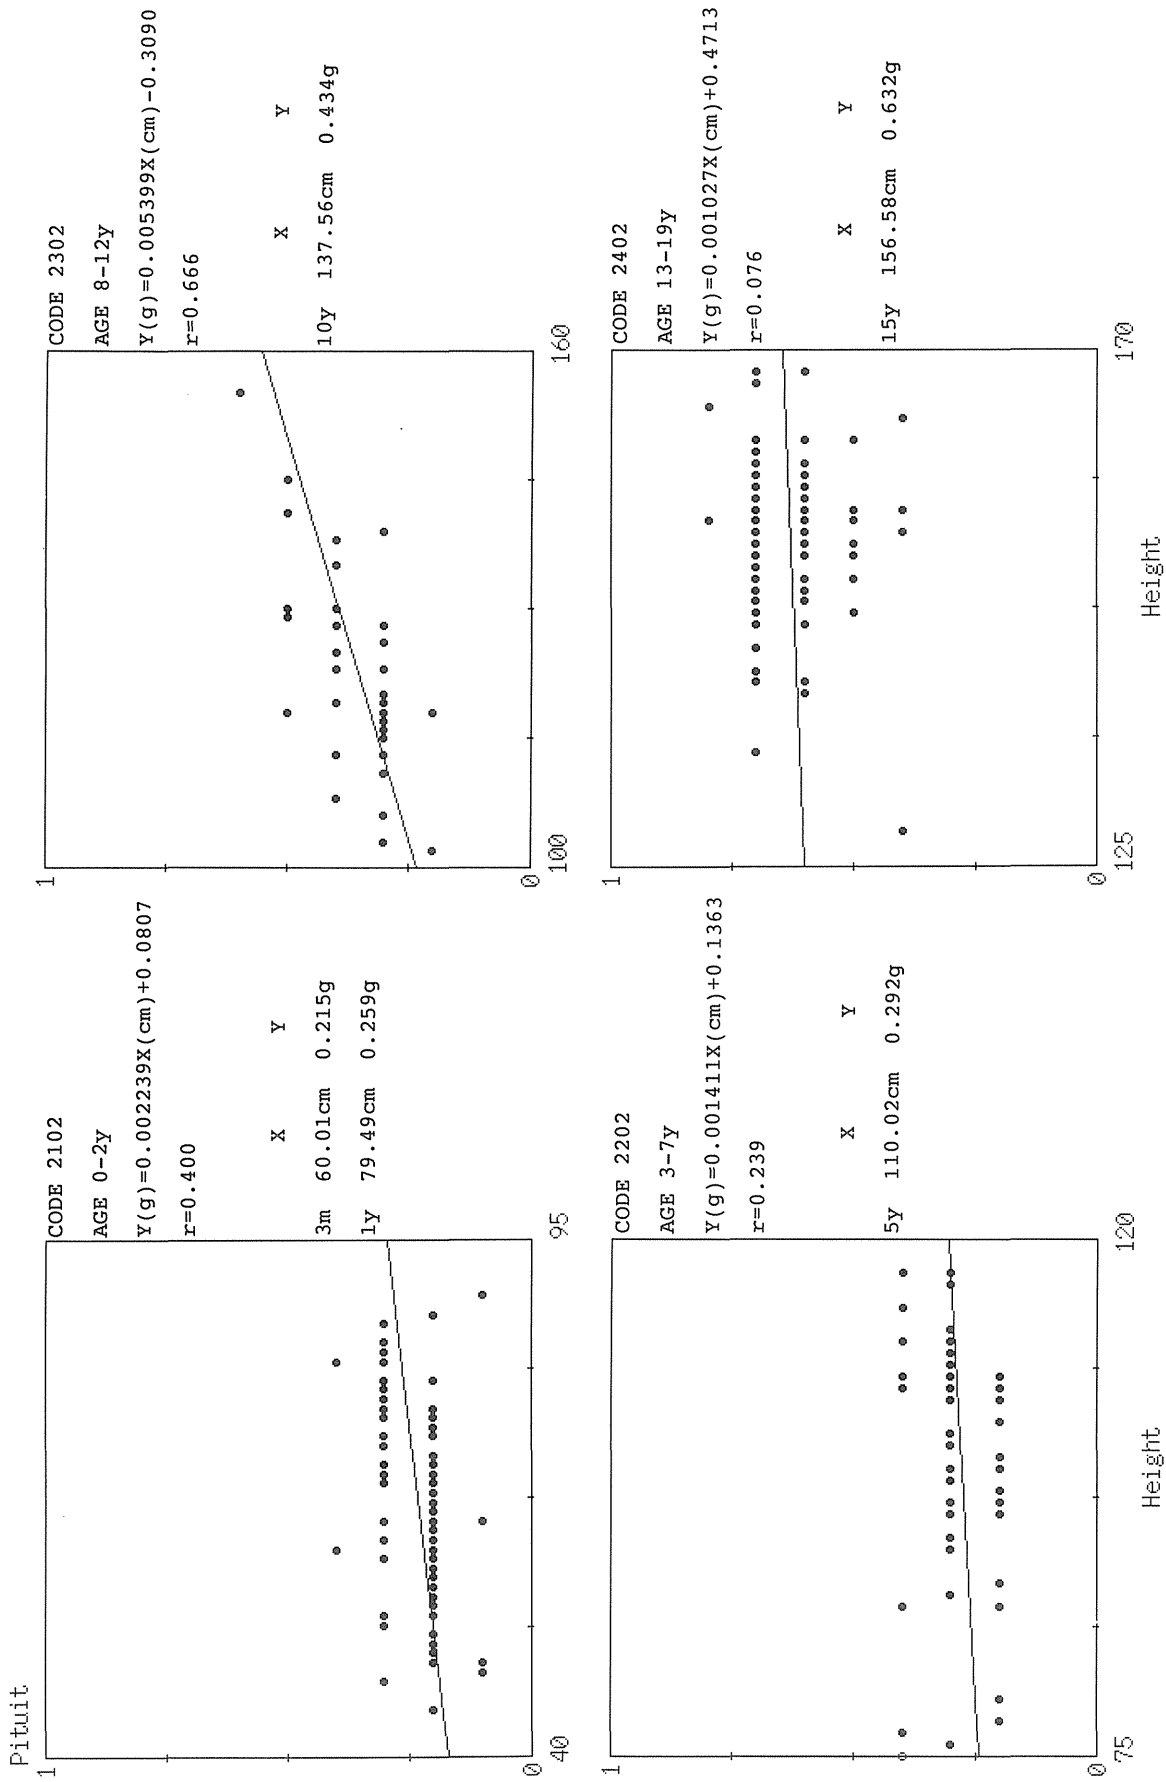 Pituit
CODE 2102
AGE 0-2y
Y(g)=0.002239X(cm)+0.0807
r=0.400
X Y
3m 60.01cm 0.215g
1y 79.49cm 0.259g
1
0
40 95
CODE 2302
AGE 8-12y
Y(g)=0.005399X(cm)-0.3090
r=0.666
X Y
10y 137.56cm 0.434g
1
0
100 160
CODE 2202
AGE 3-7y
Y(g)=0.001411X(cm)+0.1363
r=0.239
X Y
5y 110.02cm 0.292g
1
0
75 120
Height
CODE 2402
AGE 13-19y
Y(g)=0.001027X(cm)+0.4713
r=0.076
X Y
15y 156.58cm 0.632g
1
0
125 170
Height